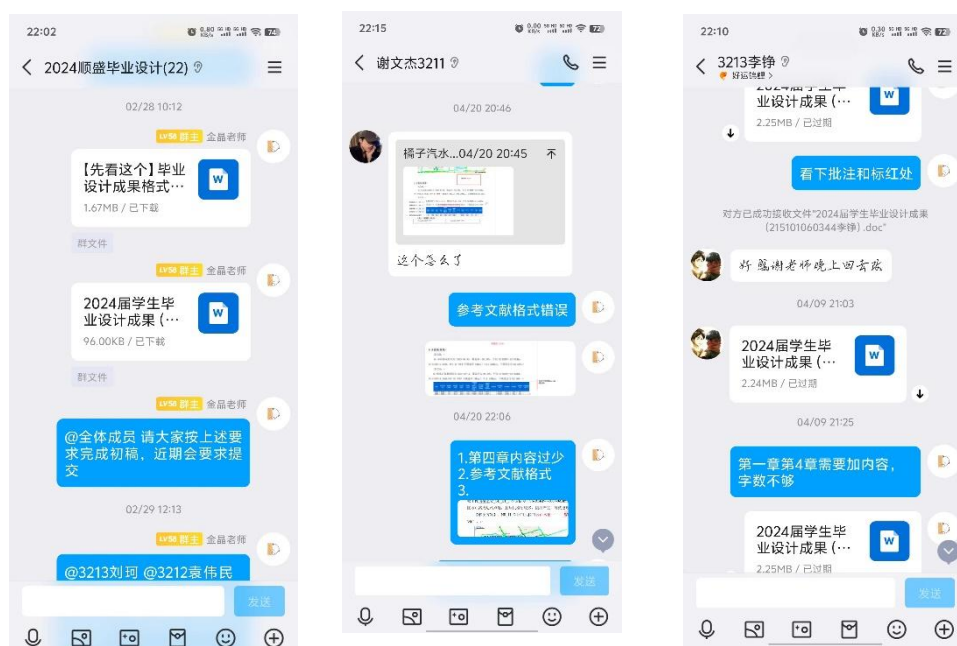 22:02
2024顺盛毕业设计(22)
02/28 10:12
LV58 群主 金晶老师
【先看这个】毕业
设计成果格式…
1.67MB / 已下载
群文件
LV58 群主 金晶老师
2024届学生毕
业设计成果 (…
96.00KB / 已下载
群文件
LV58 群主 金晶老师
@全体成员 请大家按上述要
求完成初稿，近期会要求提
交
02/29 12:13
LV58 群主 金晶老师
@3213刘珂 @3212袁伟民
发送
22:15
谢文杰3211
04/20 20:46
橘子汽水...04/20 20:45
这个怎么了
参考文献格式错误
04/20 22:06
1.第四章内容过少
2.参考文献格式
3.
发送
22:10
3213李铮
好运锦鲤 >
2024届学生毕
业设计成果 (…
2.25MB / 已过期
看下批注和标红处
对方已成功接收文件"2024届学生毕业设计成果
(215101060344李铮) .doc"
04/09 21:03
2024届学生毕
业设计成果 (…
2.24MB / 已过期
04/09 21:25
第一章第4章需要加内容，
字数不够
2024届学生毕
业设计成果 (…
2.25MB / 已过期
发送